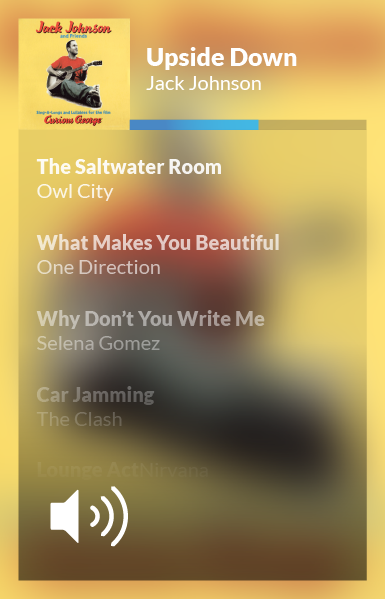 Jack Johnson
and Friends
Sing-A-Longs and Lullabies for the film
Curious George
Upside Down
Jack Johnson
The Saltwater Room
Owl City
What Makes You Beautiful
One Direction
Why Don’t You Write Me
Selena Gomez
Car Jamming
The Clash
Lounge ActNirvana